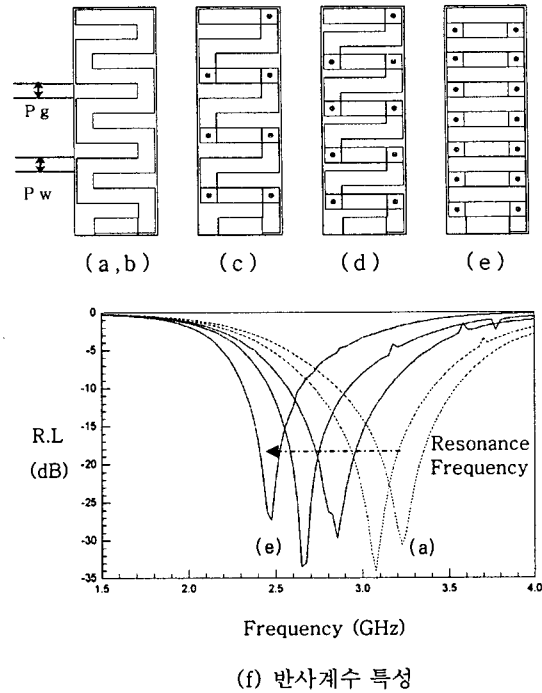 P g
P w
(a,b)
(c)
(d)
(e)
0
-5
-10
-15
-20
-25
-30
-35
R.L
(dB)
Resonance
Frequency
(e)
(a)
1.5
2.0
2.5
3.0
3.5
4.0
Frequency (GHz)
(f) 반사계수 특성